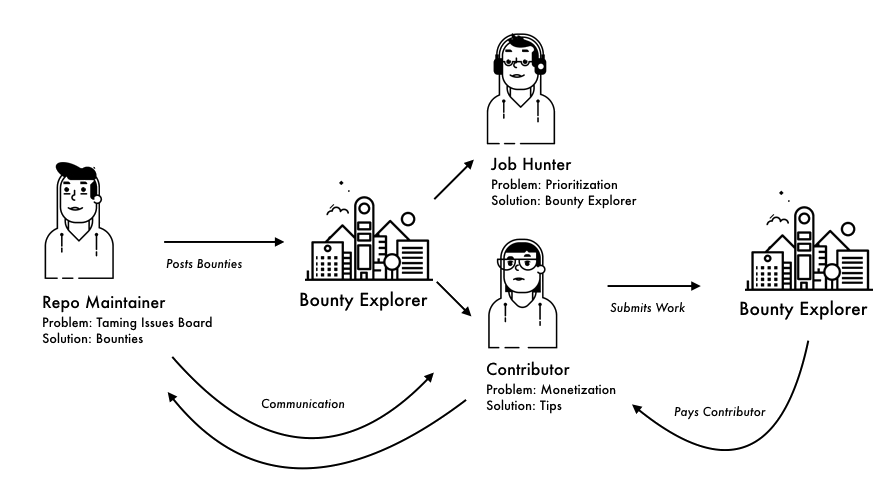 Job Hunter
Problem: Prioritization
Solution: Bounty Explorer
Posts Bounties
Repo Maintainer
Problem: Taming Issues Board
Solution: Bounties
Bounty Explorer
Submits Work
Bounty Explorer
Contributor
Problem: Monetization
Solution: Tips
Communication
Pays Contributor